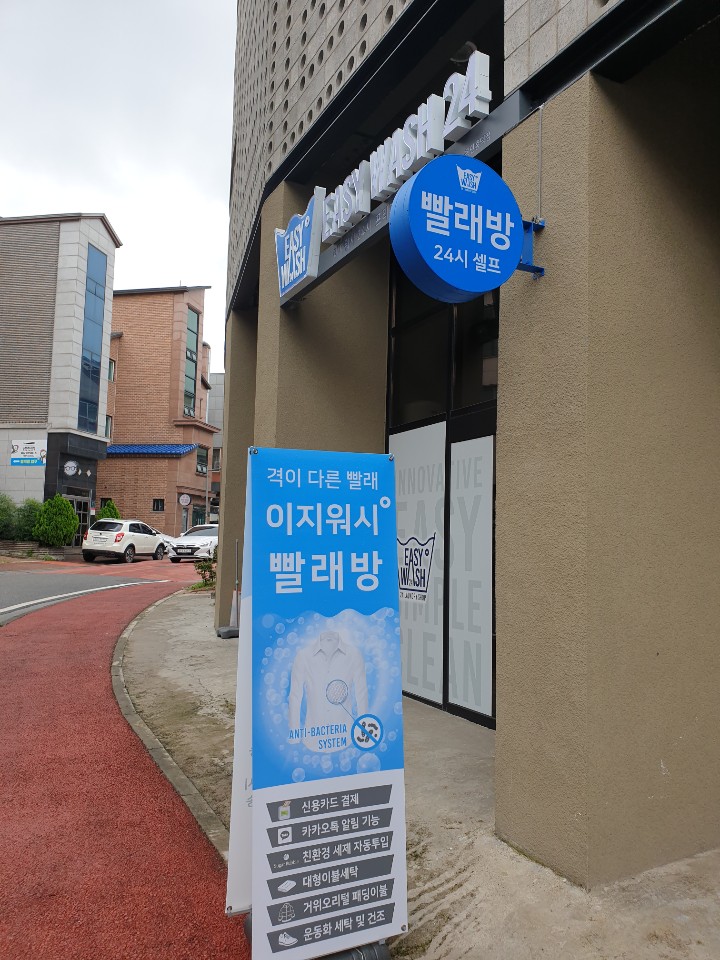 EASY WASH 24
EASY
WASH
EASY
WASH
빨래방
24시 셀프
격이 다른 빨래
이지워시
빨래방
ANTI-BACTERIA
SYSTEM
신용카드 결제
카카오톡 알림 기능
친환경 세제 자동투입
대형이불세탁
거위오리털 패딩이불
운동화 세탁 및 건조
INNOVATIVE
EASY
SIMPLE
CLEAN
EASY
WASH